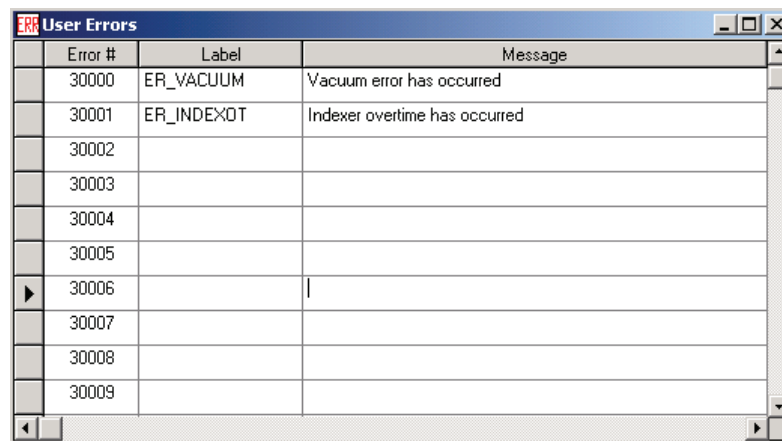 ERR User Errors
Error # Label Message
30000 ER_VACUUM Vacuum error has occurred
30001 ER_INDEXOT Indexer overtime has occurred
30002
30003
30004
30005
30006
30007
30008
30009